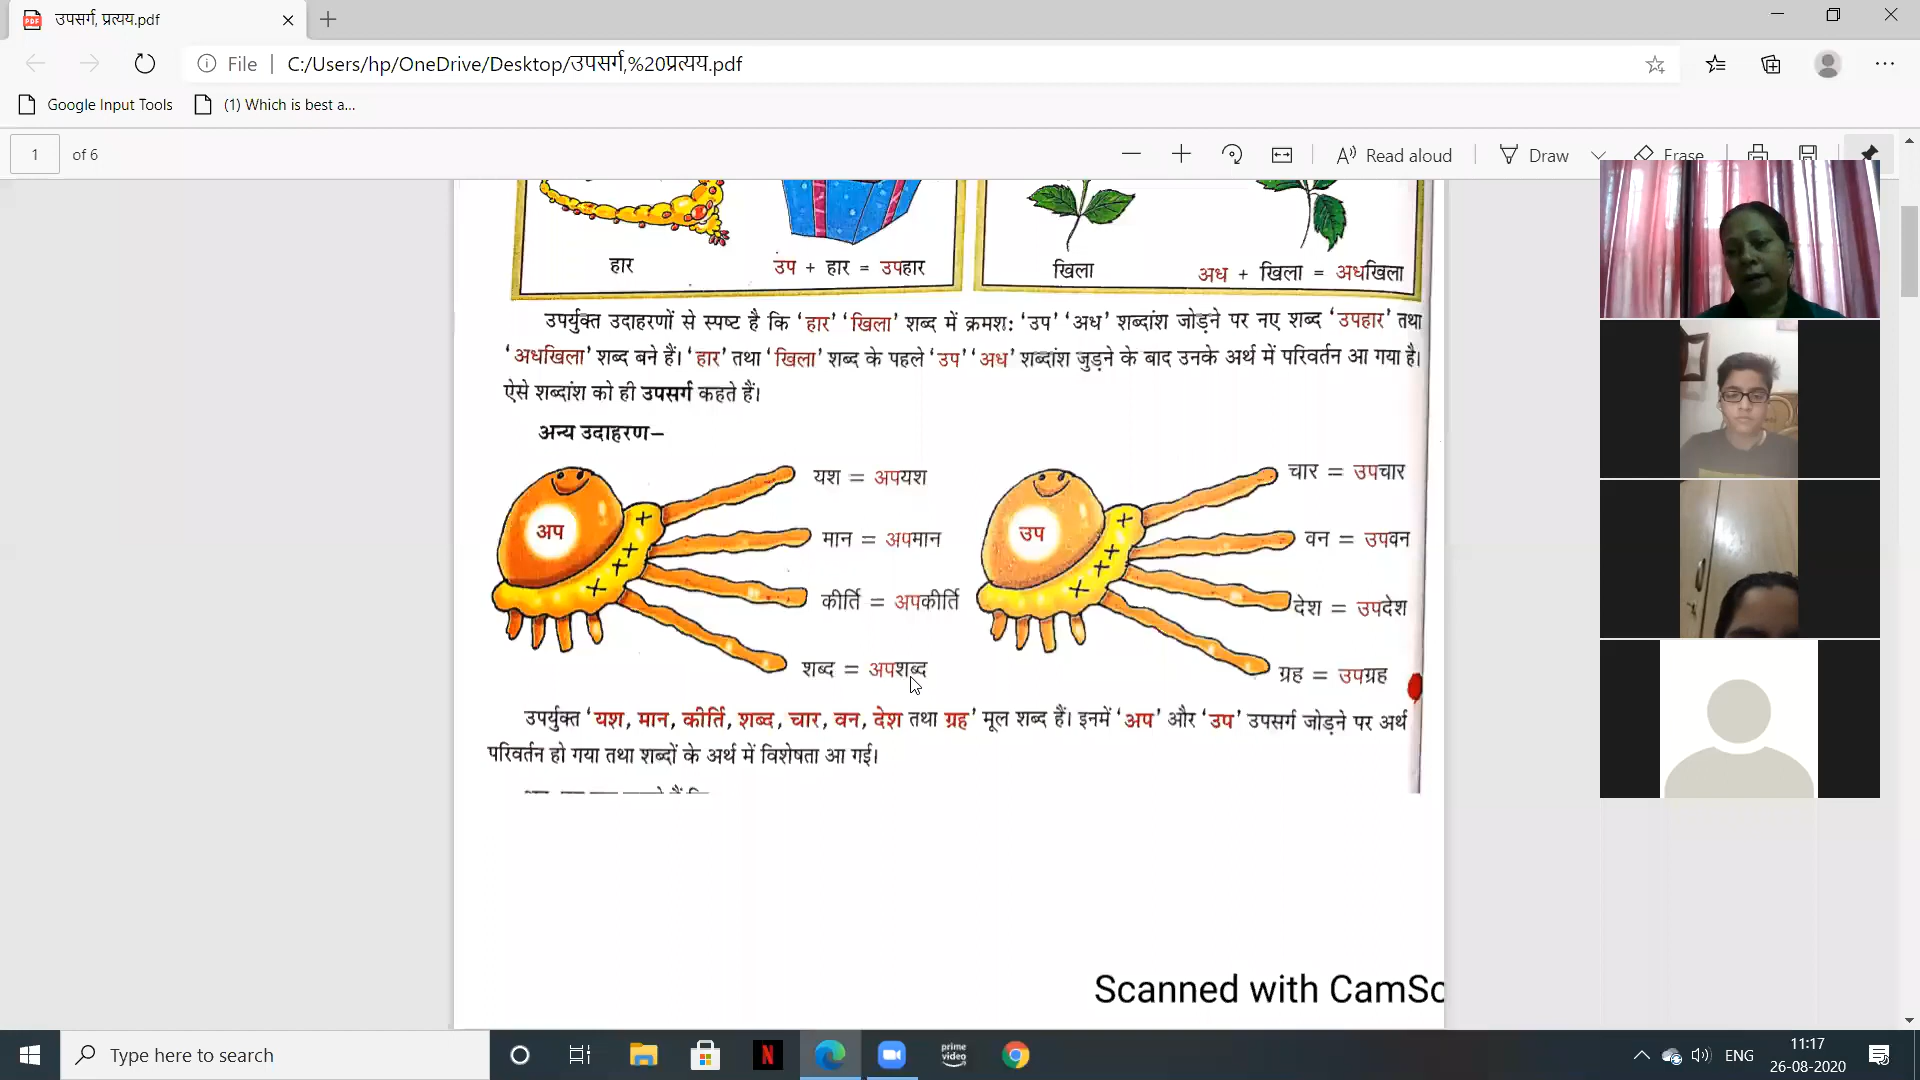 उपसर्ग, प्रत्यय.pdf
File | C:/Users/hp/OneDrive/Desktop/उपसर्ग,%20प्रत्यय.pdf
Google Input Tools (1) Which is best a...
1 of 6 Read aloud Draw Erase
हार उप + हार = उपहार खिला अध + खिला = अधखिला
उपर्युक्त उदाहरणों से स्पष्ट है कि ‘हार’ ‘खिला’ शब्द में क्रमशः ‘उप’ ‘अध’ शब्दांश जोड़ने पर नए शब्द ‘उपहार’ तथा
‘अधखिला’ शब्द बने हैं। ‘हार’ तथा ‘खिला’ शब्द के पहले ‘उप’ ‘अध’ शब्दांश जुड़ने के बाद उनके अर्थ में परिवर्तन आ गया है।
ऐसे शब्दांश को ही उपसर्ग कहते हैं।
अन्य उदाहरण–
अप
यश = अपयश
मान = अपमान
कीर्ति = अपकीर्ति
शब्द = अपशब्द
उप
चार = उपचार
वन = उपवन
देश = उपदेश
ग्रह = उपग्रह
उपर्युक्त ‘यश, मान, कीर्ति, शब्द, चार, वन, देश तथा ग्रह’ मूल शब्द हैं। इनमें ‘अप’ और ‘उप’ उपसर्ग जोड़ने पर अर्थ
परिवर्तन हो गया तथा शब्दों के अर्थ में विशेषता आ गई।
Scanned with CamSc
Type here to search
prime
video
ENG
11:17
26-08-2020